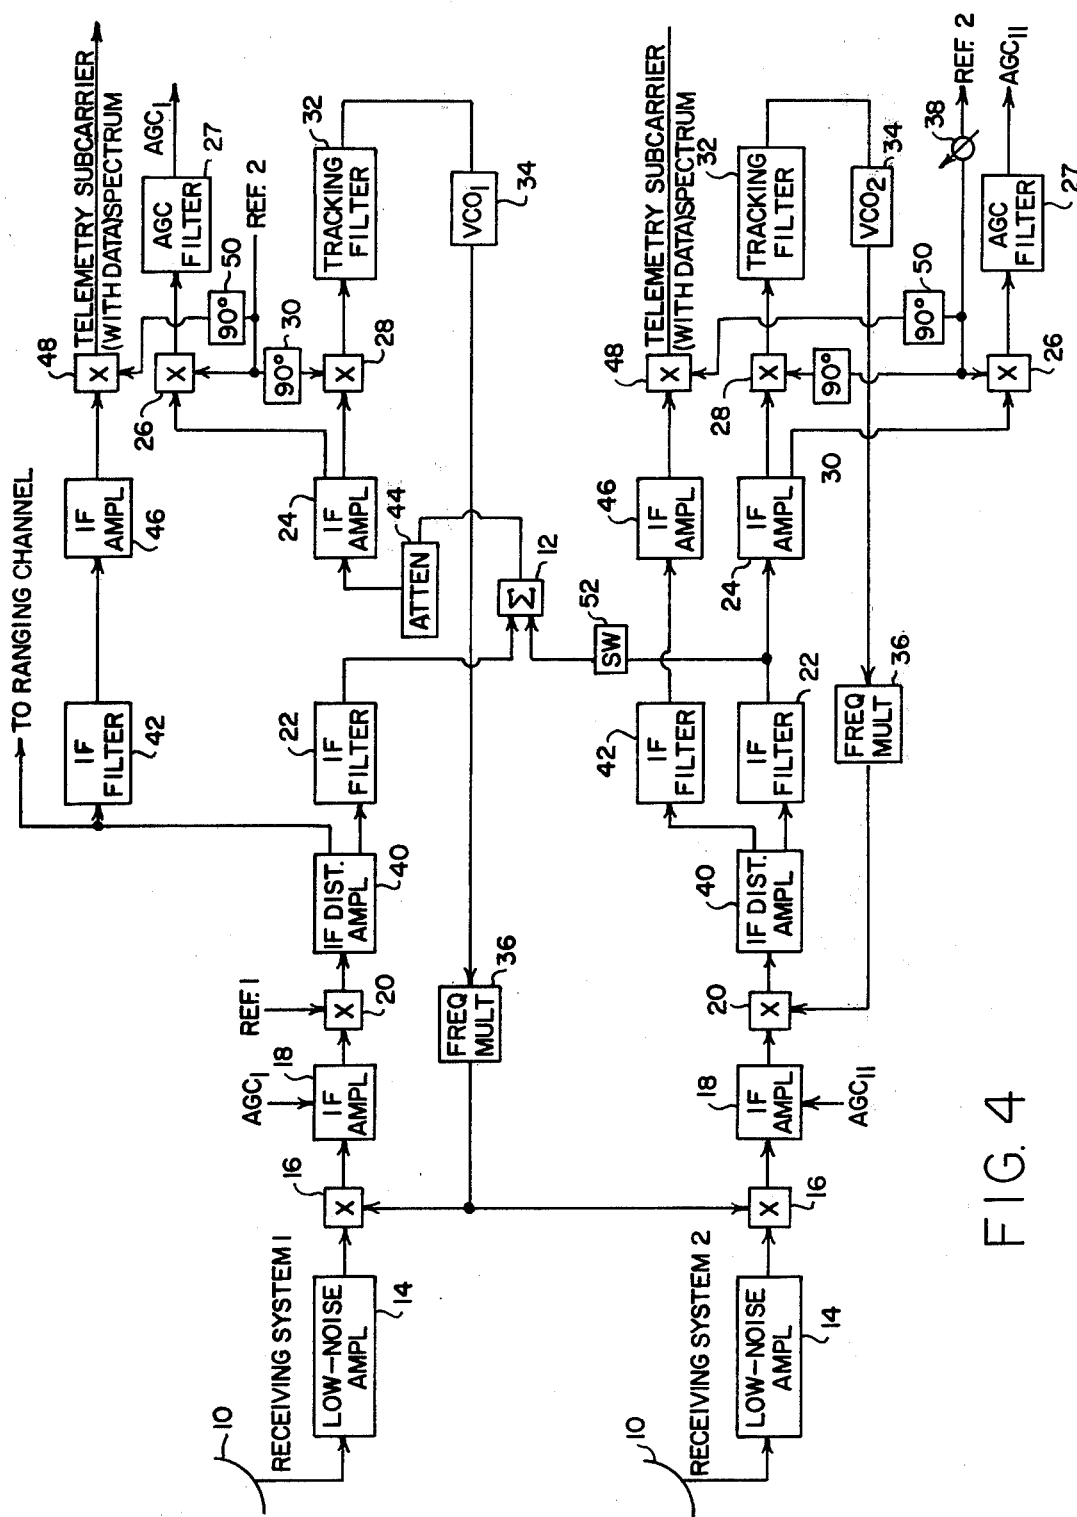 10
RECEIVING SYSTEM 1
LOW-NOISE
AMPL
14
16
X
AGC I
18
IF
AMPL
REF. 1
X
20
IF DIST.
AMPL
40
TO RANGING CHANNEL
IF
FILTER
42
IF
AMPL
46
48
X
TELEMETRY SUBCARRIER
(WITH DATA) SPECTRUM
22
IF
FILTER
24
IF
AMPL
44
ATTEN
26
X
AGC
FILTER
27
AGC I
90°
50
REF. 2
90°
30
X
28
TRACKING
FILTER
32
VCO1
34
FREQ
MULT
36
Σ
12
SW
52
10
RECEIVING SYSTEM 2
LOW-NOISE
AMPL
14
X
16
18
IF
AMPL
AGC II
20
X
40
IF DIST.
AMPL
42
IF
FILTER
46
IF
AMPL
48
X
TELEMETRY SUBCARRIER
(WITH DATA) SPECTRUM
IF
FILTER
22
24
IF
AMPL
30
28
X
90°
TRACKING
FILTER
32
VCO2
34
90°
50
38
REF. 2
X
26
AGC
FILTER
27
AGC II
FREQ
MULT
36
FIG. 4